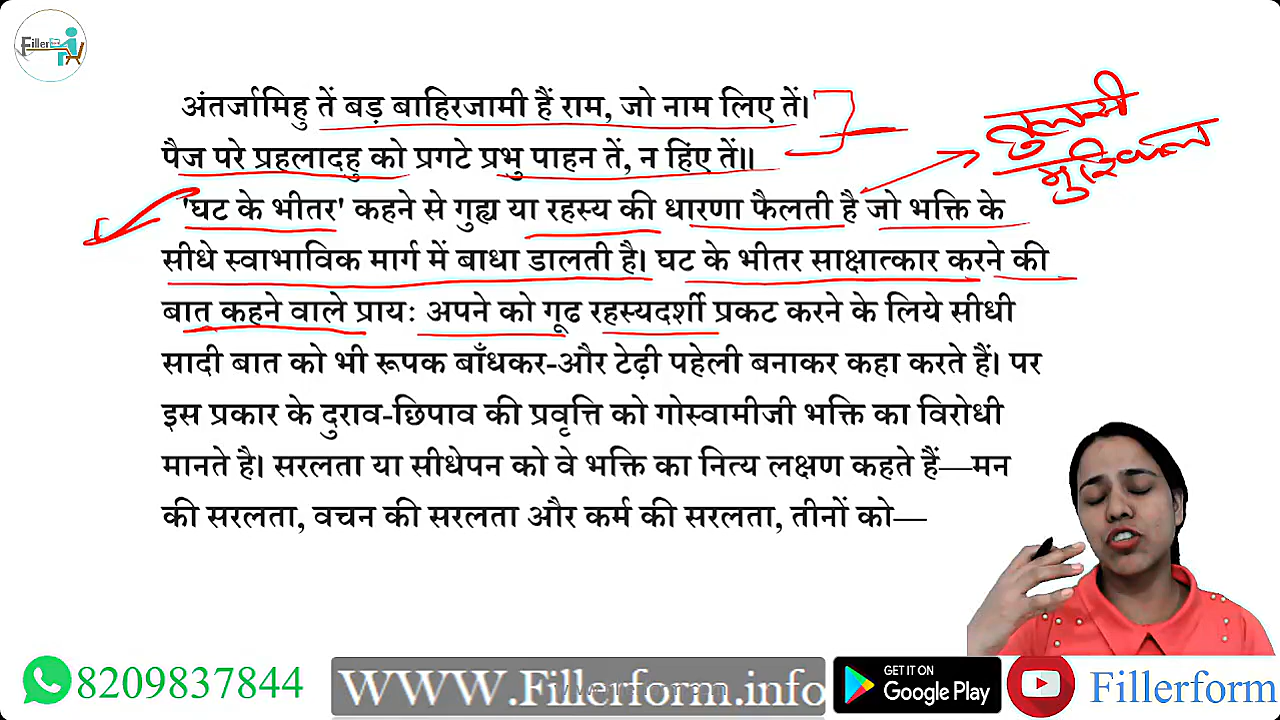 Filler
अंतर्जामिहु तें बड़ बाहिरजामी हैं राम, जो नाम लिए तें।
पैज परे प्रहलादहु को प्रगटे प्रभु पाहन तें, न हिंए तें॥
तुलसी
मुश्किल
'घट के भीतर' कहने से गुह्य या रहस्य की धारणा फैलती है जो भक्ति के
सीधे स्वाभाविक मार्ग में बाधा डालती है। घट के भीतर साक्षात्कार करने की
बात कहने वाले प्रायः अपने को गूढ रहस्यदर्शी प्रकट करने के लिये सीधी
सादी बात को भी रूपक बाँधकर-और टेढ़ी पहेली बनाकर कहा करते हैं। पर
इस प्रकार के दुराव-छिपाव की प्रवृत्ति को गोस्वामीजी भक्ति का विरोधी
मानते है। सरलता या सीधेपन को वे भक्ति का नित्य लक्षण कहते हैं—मन
की सरलता, वचन की सरलता और कर्म की सरलता, तीनों को—
8209837844
WWW.Fillerform.info
GET IT ON
Google Play
Fillerform